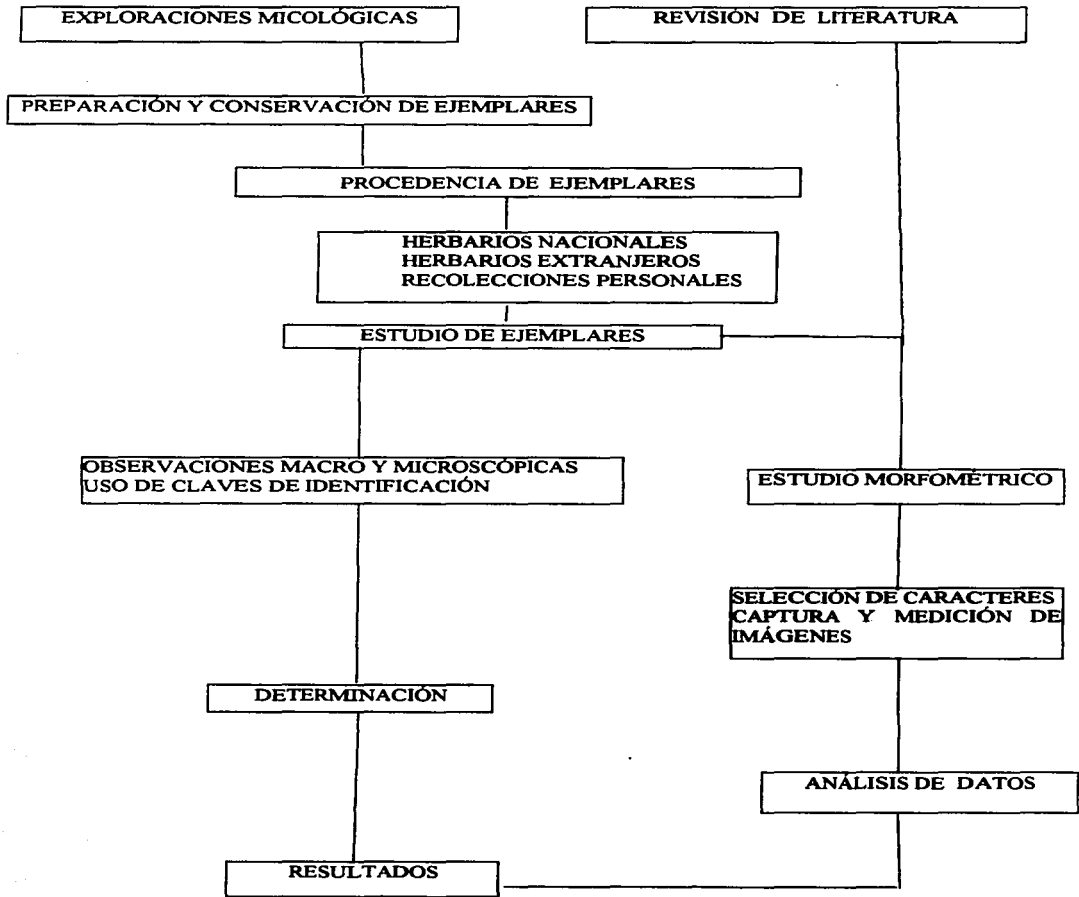 EXPLORACIONES MICOLÓGICAS
REVISIÓN DE LITERATURA
PREPARACIÓN Y CONSERVACIÓN DE EJEMPLARES
PROCEDENCIA DE EJEMPLARES
HERBARIOS NACIONALES
HERBARIOS EXTRANJEROS
RECOLECCIONES PERSONALES
ESTUDIO DE EJEMPLARES
OBSERVACIONES MACRO Y MICROSCÓPICAS
USO DE CLAVES DE IDENTIFICACIÓN
ESTUDIO MORFOMÉTRICO
SELECCIÓN DE CARACTERES
CAPTURA Y MEDICIÓN DE
IMÁGENES
DETERMINACIÓN
ANÁLISIS DE DATOS
RESULTADOS